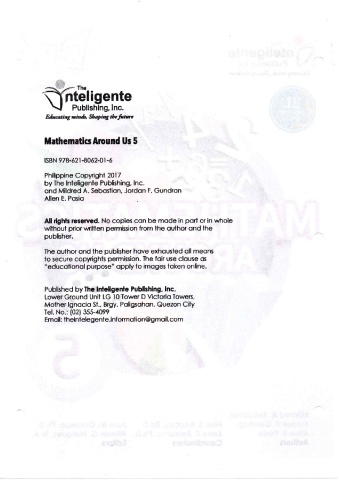 The
Inteligente
Publishing, Inc.
Educating minds, Shaping the future
Mathematics Around Us 5
ISBN 978-621-8062-01-6
Philippine Copyright 2017
by The Inteligente Publishing, Inc.
and Mildred A. Sebastian, Jordan F. Gundran
Allen E. Pasia
All rights reserved. No copies can be made in part or in whole
without prior written permission from the author and the
publisher.
The author and the publisher have exhausted all means
to secure copyrights permission. The fair use clause as
"educational purpose" apply to images taken online.
Published by The Inteligente Publishing, Inc.
Lower Ground Unit LG 10 Tower D Victoria Towers,
Mother Ignacia St., Brgy. Paligsahan, Quezon City
Tel. No.: (02) 355-4099
Email: theintelegente.information@gmail.com